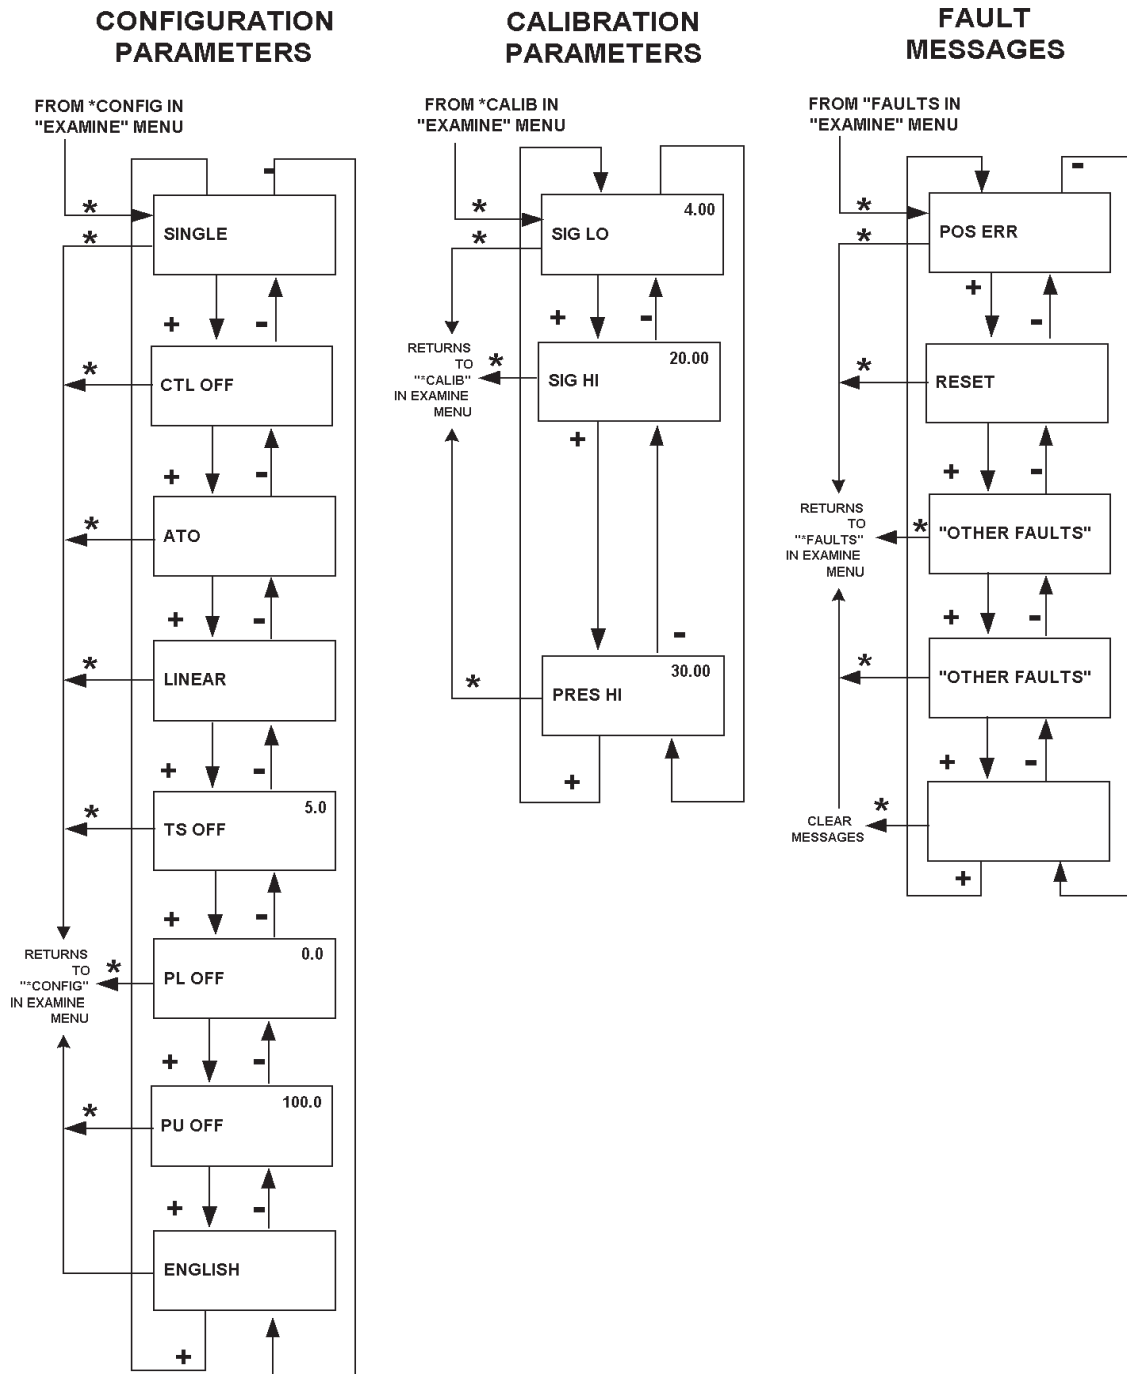 CONFIGURATION
PARAMETERS
FROM *CONFIG IN
"EXAMINE" MENU
-
*
*
SINGLE
+
-
*
CTL OFF
+
-
*
ATO
+
-
*
LINEAR
+
-
5.0
*
TS OFF
+
-
0.0
RETURNS
TO
"*CONFIG"
IN EXAMINE
MENU
*
PL OFF
+
-
100.0
*
PU OFF
+
-
ENGLISH
+
CALIBRATION
PARAMETERS
FROM *CALIB IN
"EXAMINE" MENU
*
*
4.00
SIG LO
+
-
RETURNS
TO
"*CALIB"
IN EXAMINE
MENU
*
20.00
SIG HI
+
-
30.00
*
PRES HI
+
FAULT
MESSAGES
FROM "FAULTS IN
"EXAMINE" MENU
-
*
*
POS ERR
+
-
*
RESET
+
-
RETURNS
TO
"*FAULTS"
IN EXAMINE
MENU
*
"OTHER FAULTS"
+
-
*
"OTHER FAULTS"
+
-
*
CLEAR
MESSAGES
+